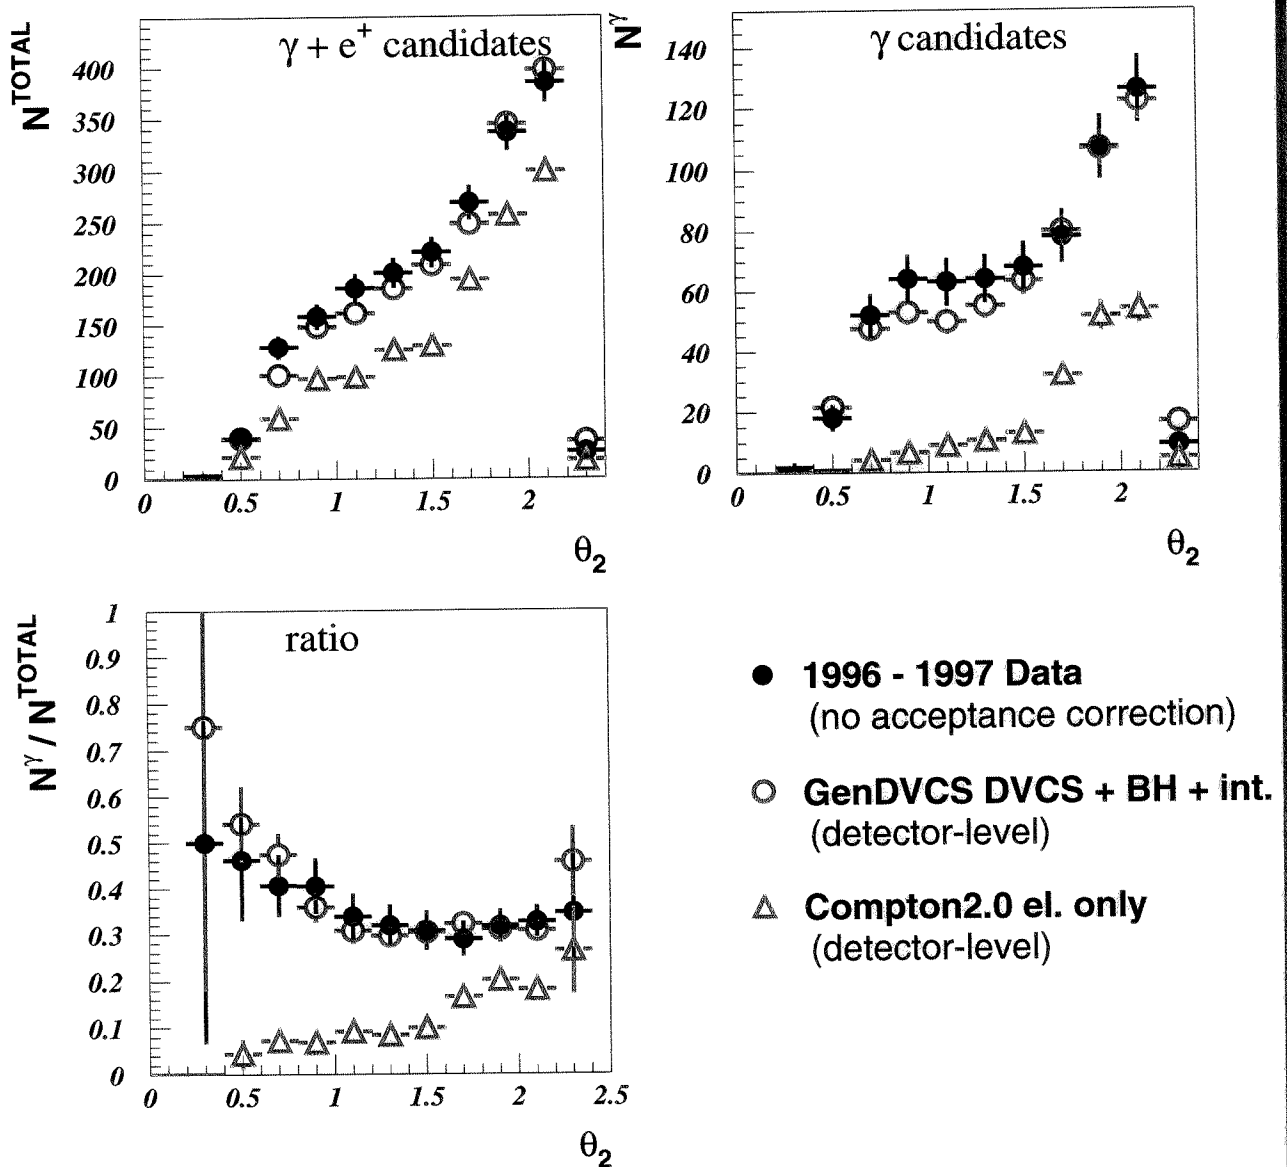 N^TOTAL
γ + e⁺ candidates
400
350
300
250
200
150
100
50
0
0 0.5 1 1.5 2
θ₂
N^γ
γ candidates
140
120
100
80
60
40
20
0
0 0.5 1 1.5 2
θ₂
N^γ / N^TOTAL
ratio
1
0.9
0.8
0.7
0.6
0.5
0.4
0.3
0.2
0.1
0
0 0.5 1 1.5 2 2.5
θ₂
1996 - 1997 Data
(no acceptance correction)
GenDVCS DVCS + BH + int.
(detector-level)
Compton2.0 el. only
(detector-level)